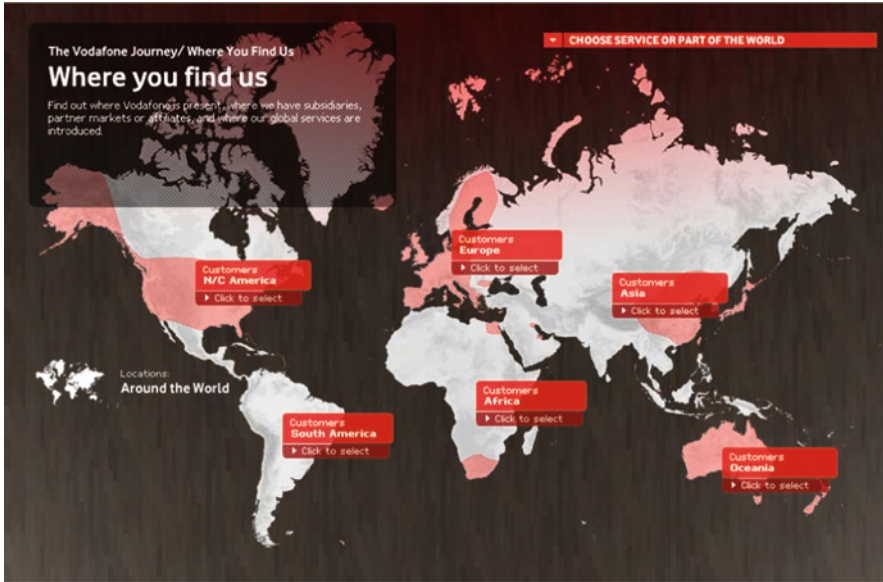 The Vodafone Journey/ Where You Find Us
Where you find us
Find out where Vodafone is present, where we have subsidiaries,
partner markets or affiliates, and where our global services are
introduced.
CHOOSE SERVICE OR PART OF THE WORLD
Customers
Europe
Click to select
Customers
N/C America
Click to select
Customers
Asia
Click to select
Locations:
Around the World
Customers
Africa
Click to select
Customers
South America
Click to select
Customers
Oceania
Click to select